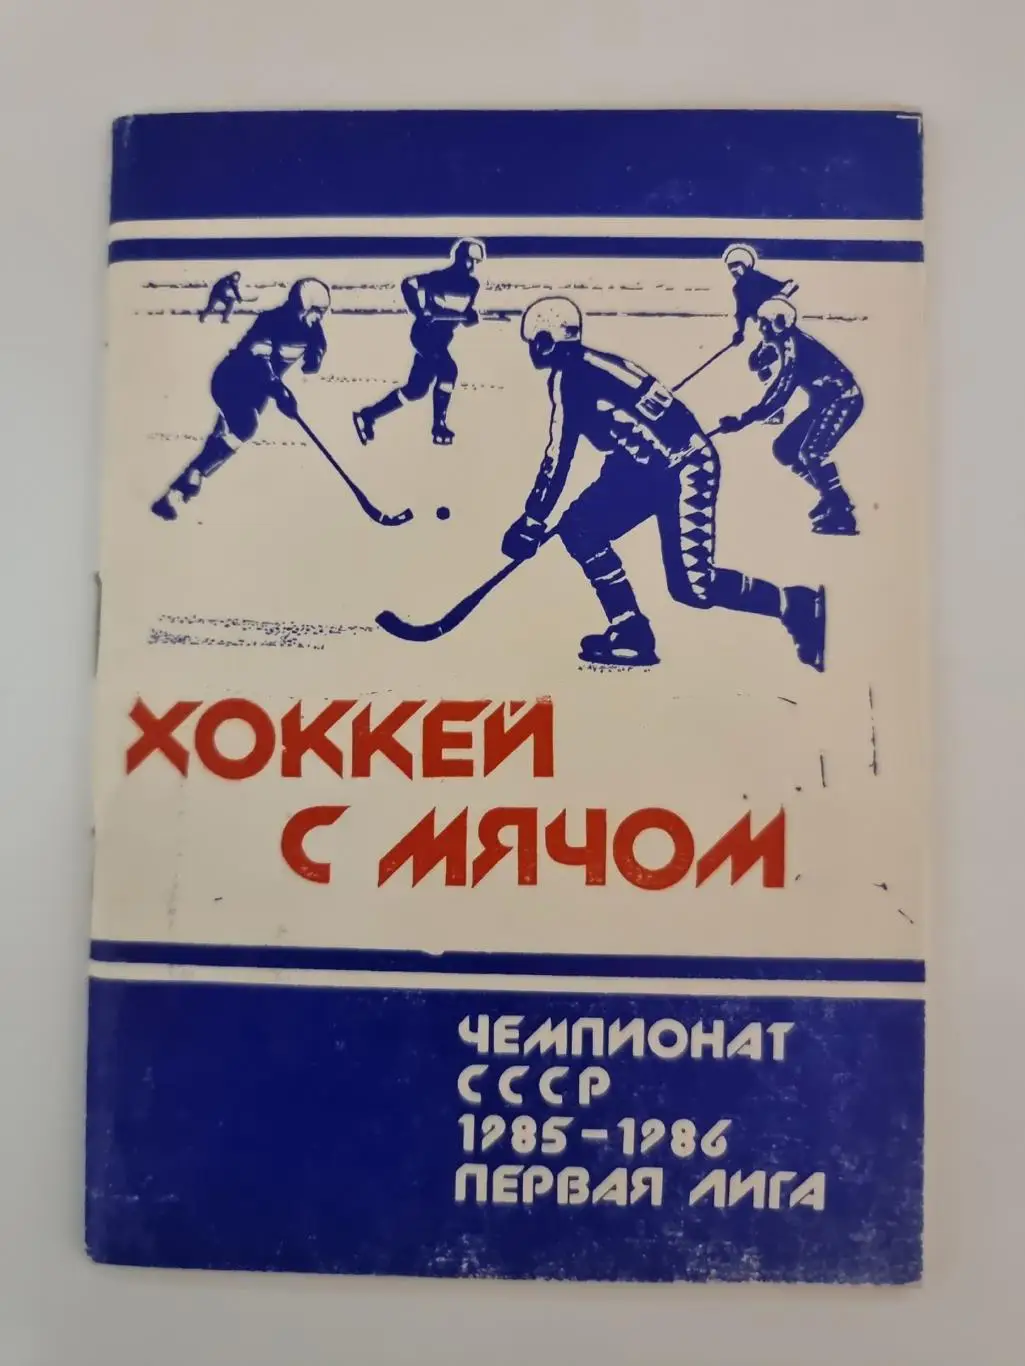 ХОККЕЙ
С МЯЧОМ
ЧЕМПИОНАТ
СССР
1985-1986
ПЕРВАЯ ЛИГА